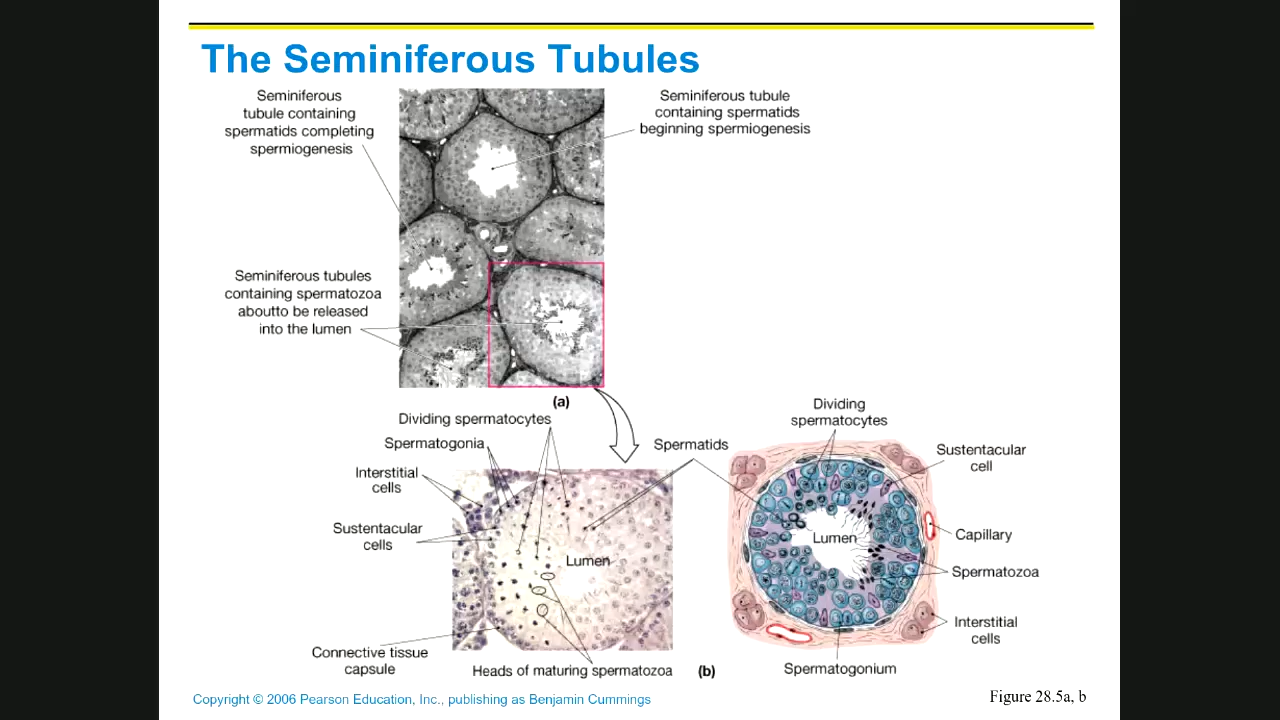 The Seminiferous Tubules
Seminiferous
tubule containing
spermatids completing
spermiogenesis
Seminiferous tubule
containing spermatids
beginning spermiogenesis
Seminiferous tubules
containing spermatozoa
aboutto be released
into the lumen
(a)
Dividing spermatocytes
Spermatogonia
Interstitial
cells
Sustentacular
cells
Spermatids
Lumen
Connective tissue
capsule
Heads of maturing spermatozoa
(b)
Dividing
spermatocytes
Sustentacular
cell
Lumen
Capillary
Spermatozoa
Interstitial
cells
Spermatogonium
Copyright © 2006 Pearson Education, Inc., publishing as Benjamin Cummings
Figure 28.5a, b